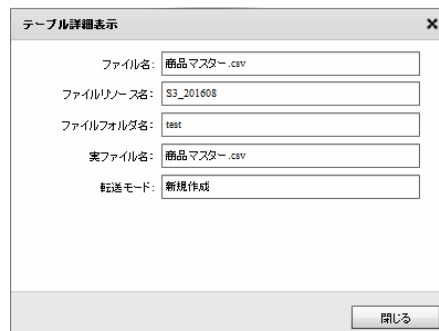 テーブル詳細表示
ファイル名： 商品マスター.csv
ファイルリソース名： S3_201608
ファイルフォルダ名： test
実ファイル名： 商品マスター.csv
転送モード： 新規作成
閉じる